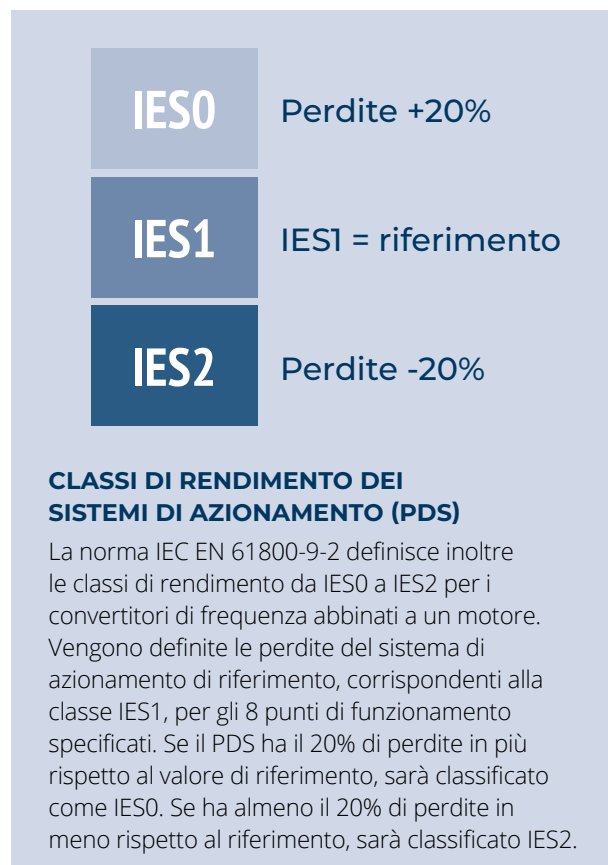 IES0
Perdite +20%
IES1
IES1 = riferimento
IES2
Perdite -20%
CLASSI DI RENDIMENTO DEI
SISTEMI DI AZIONAMENTO (PDS)
La norma IEC EN 61800-9-2 definisce inoltre
le classi di rendimento da IES0 a IES2 per i
convertitori di frequenza abbinati a un motore.
Vengono definite le perdite del sistema di
azionamento di riferimento, corrispondenti alla
classe IES1, per gli 8 punti di funzionamento
specificati. Se il PDS ha il 20% di perdite in più
rispetto al valore di riferimento, sarà classificato
come IES0. Se ha almeno il 20% di perdite in
meno rispetto al riferimento, sarà classificato IES2.